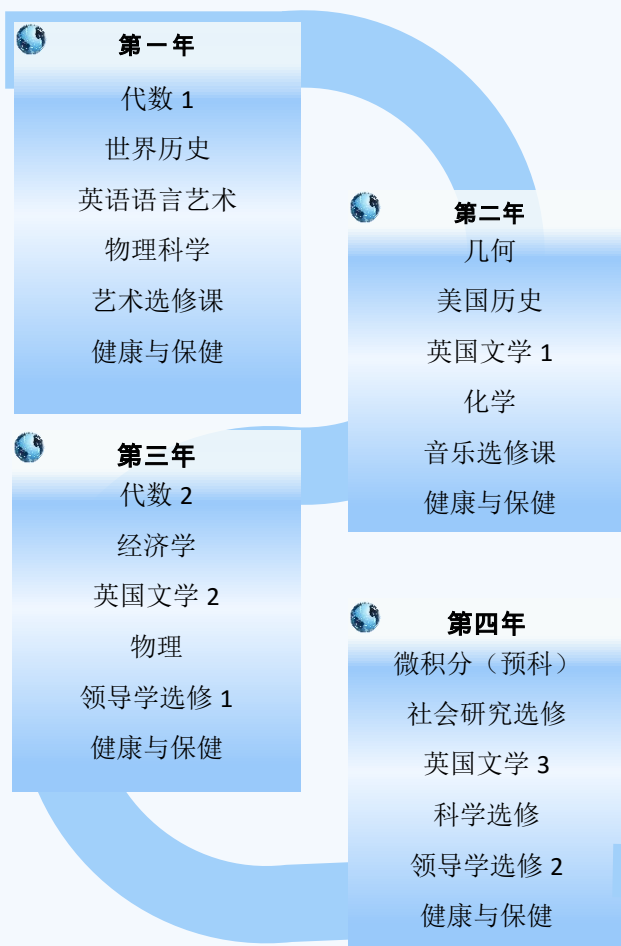 第一年
代数 1
世界历史
英语语言艺术
物理科学
艺术选修课
健康与保健
第二年
几何
美国历史
英国文学 1
化学
音乐选修课
健康与保健
第三年
代数 2
经济学
英国文学 2
物理
领导学选修 1
健康与保健
第四年
微积分（预科）
社会研究选修
英国文学 3
科学选修
领导学选修 2
健康与保健